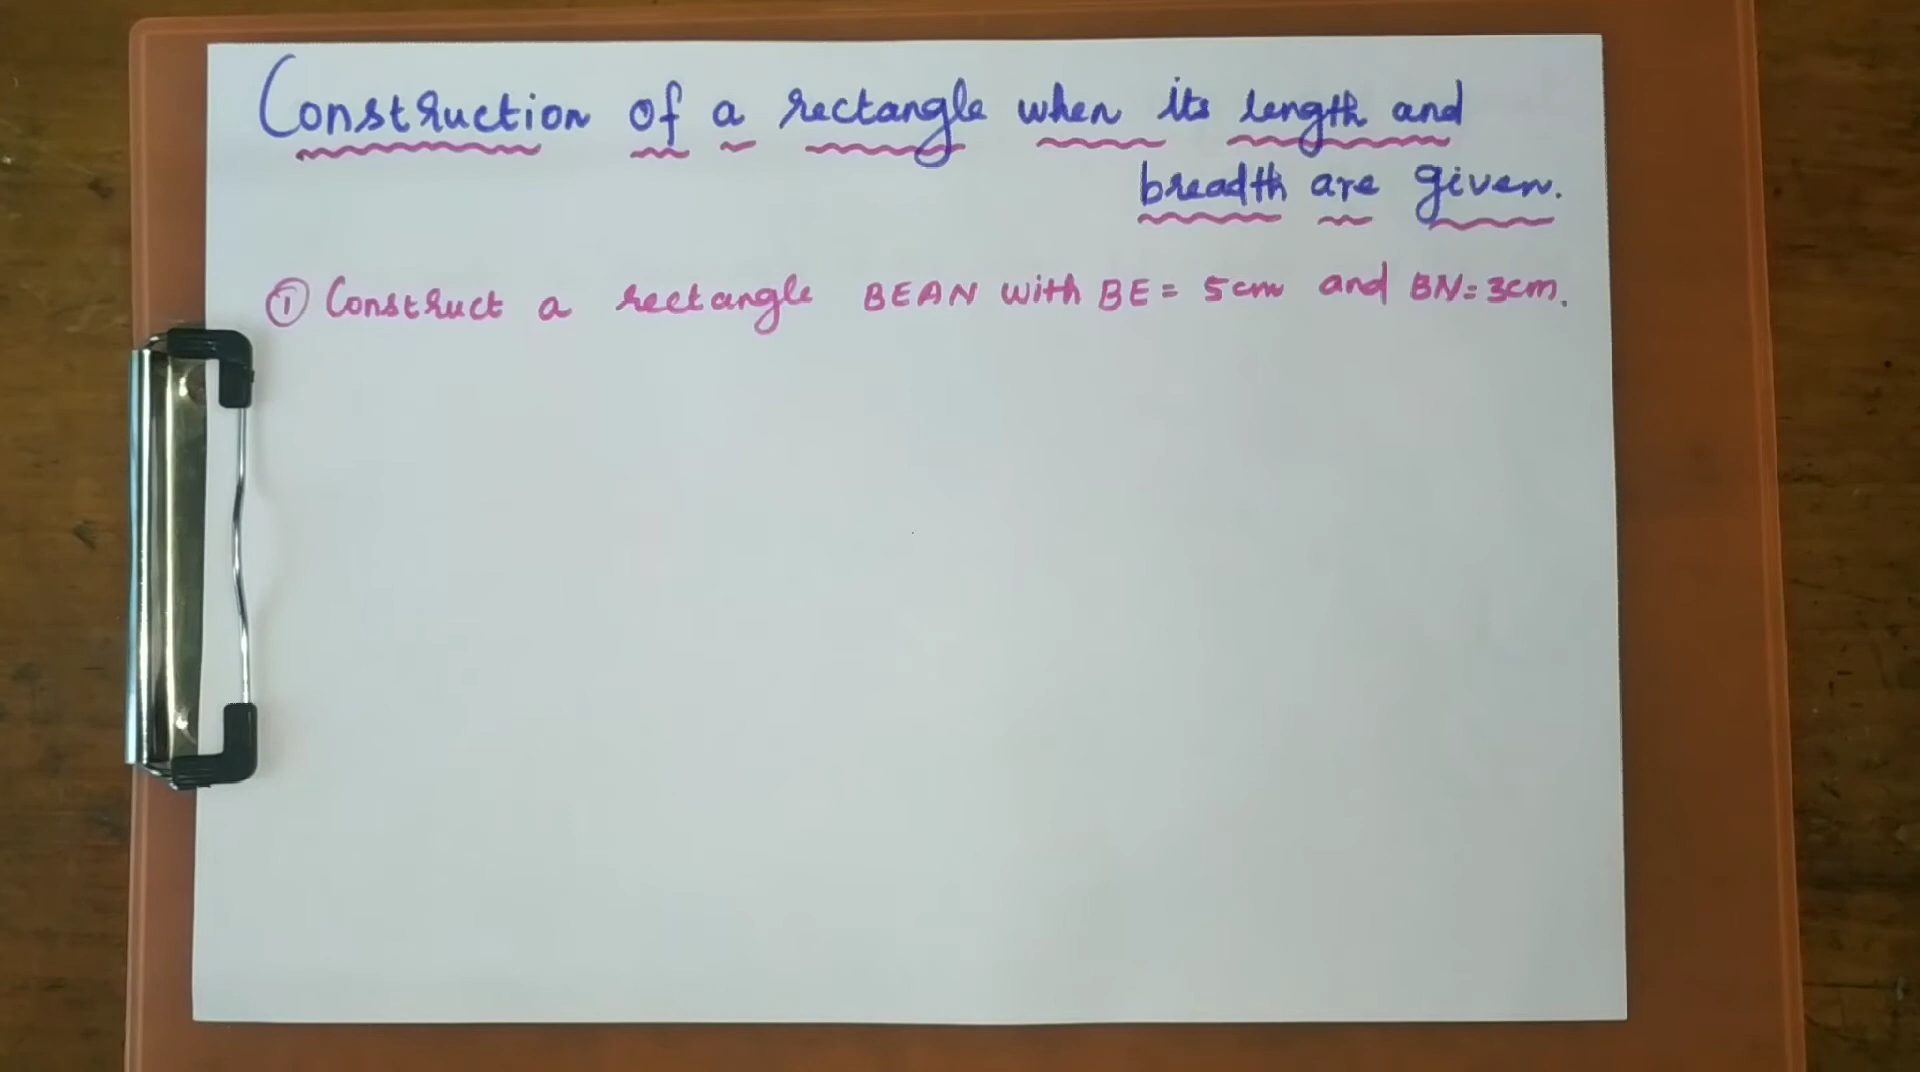 Construction of a rectangle when its length and
breadth are given.
① Construct a rectangle BEAN with BE = 5cm and BN = 3cm.